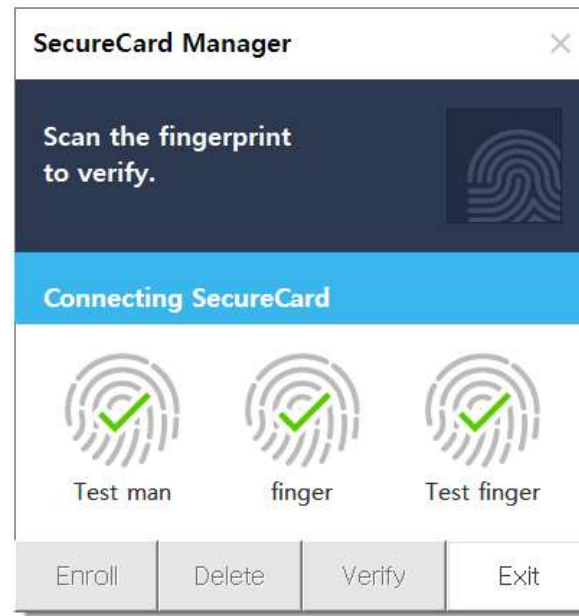 SecureCard Manager
Scan the fingerprint
to verify.
Connecting SecureCard
Test man finger Test finger
Enroll Delete Verify Exit